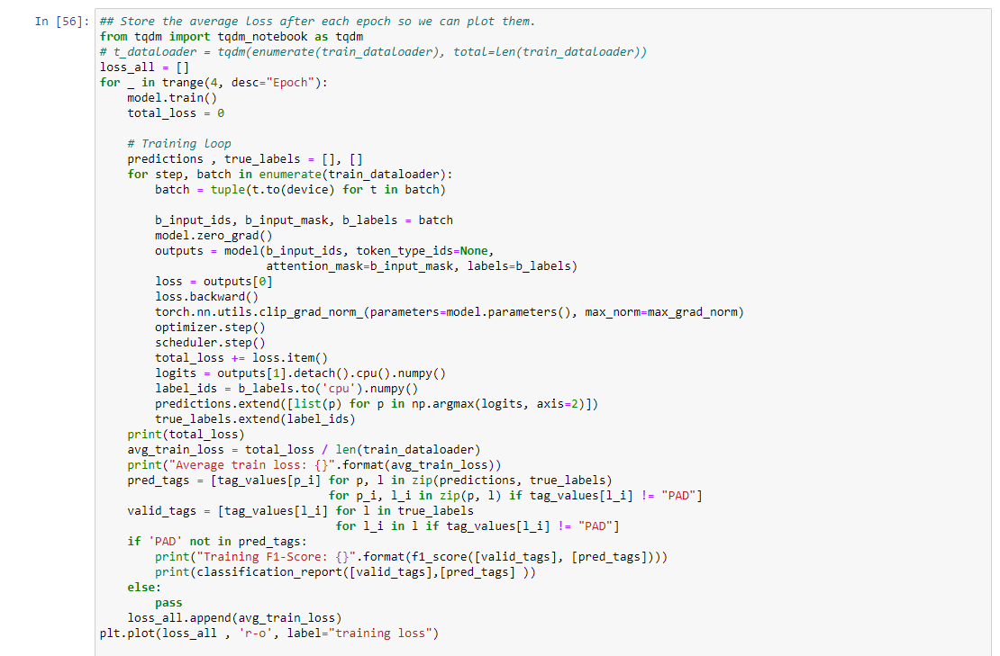 In [56]: ## Store the average loss after each epoch so we can plot them.
from tqdm import tqdm_notebook as tqdm
# t_dataloader = tqdm(enumerate(train_dataloader), total=len(train_dataloader))
loss_all = []
for _ in trange(4, desc="Epoch"):
    model.train()
    total_loss = 0

    # Training loop
    predictions , true_labels = [], []
    for step, batch in enumerate(train_dataloader):
        batch = tuple(t.to(device) for t in batch)

        b_input_ids, b_input_mask, b_labels = batch
        model.zero_grad()
        outputs = model(b_input_ids, token_type_ids=None,
                        attention_mask=b_input_mask, labels=b_labels)
        loss = outputs[0]
        loss.backward()
        torch.nn.utils.clip_grad_norm_(parameters=model.parameters(), max_norm=max_grad_norm)
        optimizer.step()
        scheduler.step()
        total_loss += loss.item()
        logits = outputs[1].detach().cpu().numpy()
        label_ids = b_labels.to('cpu').numpy()
        predictions.extend([list(p) for p in np.argmax(logits, axis=2)])
        true_labels.extend(label_ids)
    print(total_loss)
    avg_train_loss = total_loss / len(train_dataloader)
    print("Average train loss: {}".format(avg_train_loss))
    pred_tags = [tag_values[p_i] for p, l in zip(predictions, true_labels)
                                 for p_i, l_i in zip(p, l) if tag_values[l_i] != "PAD"]
    valid_tags = [tag_values[l_i] for l in true_labels
                                  for l_i in l if tag_values[l_i] != "PAD"]
    if 'PAD' not in pred_tags:
        print("Training F1-Score: {}".format(f1_score([valid_tags], [pred_tags])))
        print(classification_report([valid_tags],[pred_tags] ))
    else:
        pass
    loss_all.append(avg_train_loss)
plt.plot(loss_all , 'r-o', label="training loss")